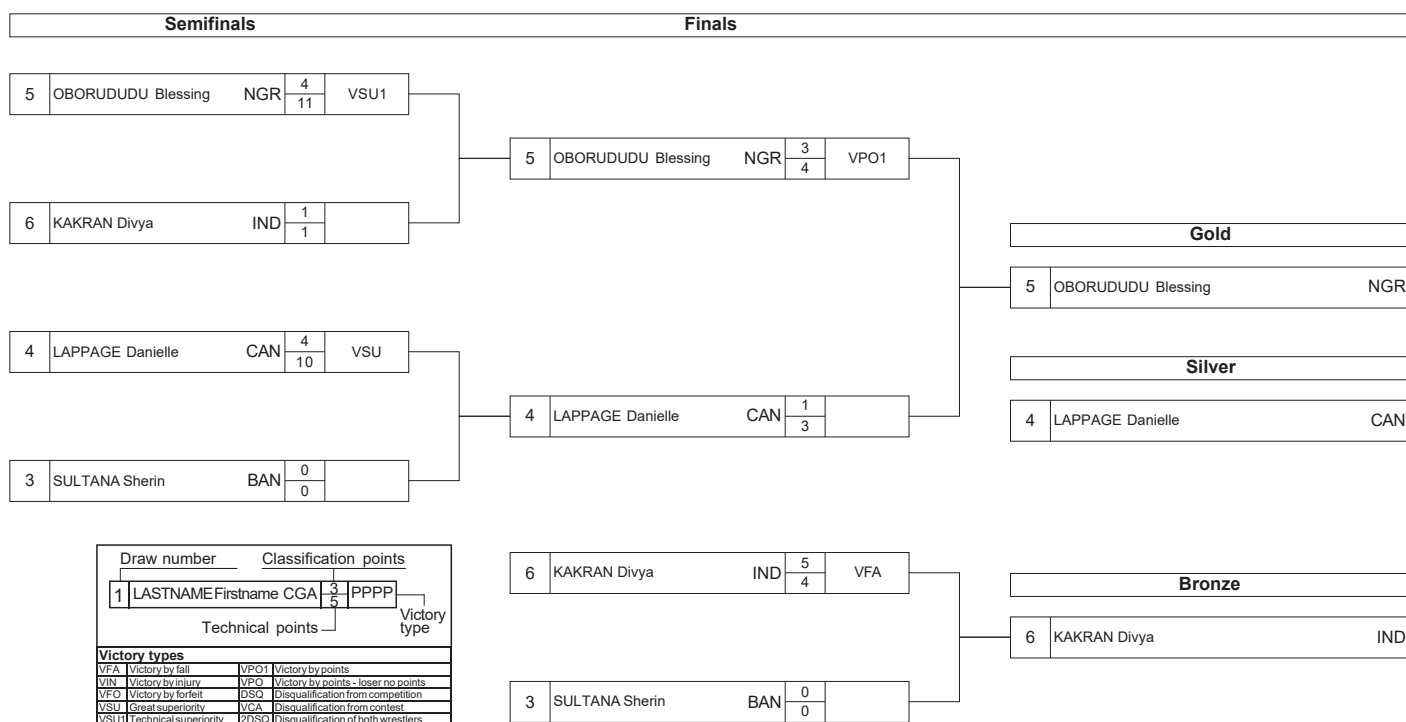 Semifinals
Finals
5 OBORUDUDU Blessing NGR 4 11 VSU1
6 KAKRAN Divya IND 1 1
4 LAPPAGE Danielle CAN 4 10 VSU
3 SULTANA Sherin BAN 0 0
5 OBORUDUDU Blessing NGR 3 4 VPO1
4 LAPPAGE Danielle CAN 1 3
6 KAKRAN Divya IND 5 4 VFA
3 SULTANA Sherin BAN 0 0
Gold
5 OBORUDUDU Blessing NGR
Silver
4 LAPPAGE Danielle CAN
Bronze
6 KAKRAN Divya IND
Draw number Classification points
1 LASTNAME Firstname CGA 3 5 PPPP
Technical points
Victory type
Victory types
VFA Victory by fall VPO1 Victory by points
VIN Victory by injury VPO Victory by points - loser no points
VFO Victory by forfeit DSQ Disqualification from competition
VSU Great superiority VCA Disqualification from contest
VSU1 Technical superiority 2DSQ Disqualification of both wrestlers